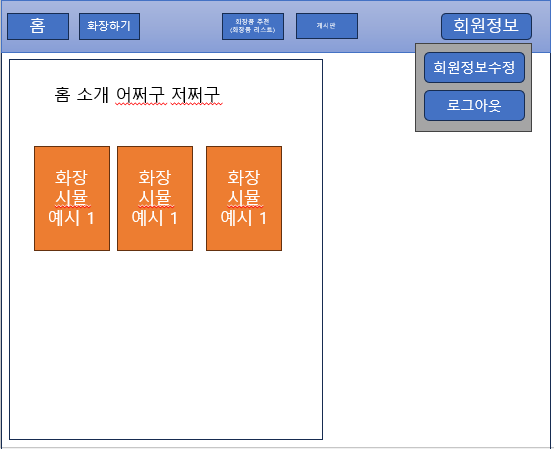 홈
화장하기
화장품 추천
(화장품 리스트)
게시판
회원정보
회원정보수정
로그아웃
홈 소개 어쩌구 저쩌구
화장
시뮬
예시 1
화장
시뮬
예시 1
화장
시뮬
예시 1